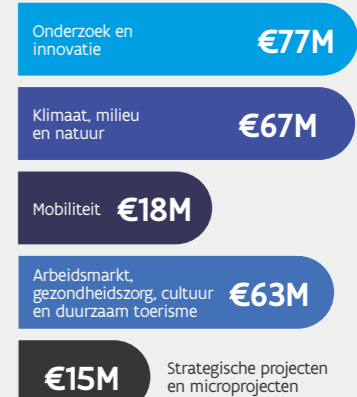 Onderzoek en
innovatie
€77M
Klimaat, milieu
en natuur
€67M
Mobiliteit €18M
Arbeidsmarkt,
gezondheidszorg, cultuur
en duurzaam toerisme
€63M
€15M
Strategische projecten
en microprojecten